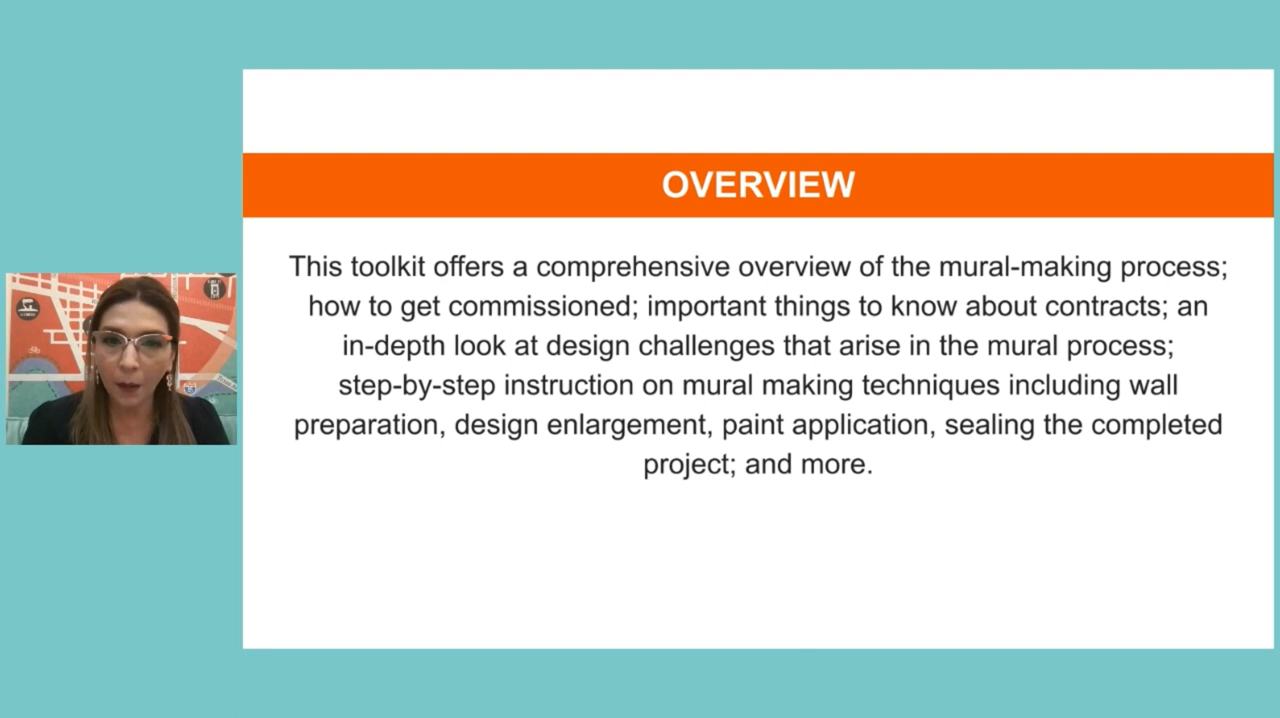 OVERVIEW
This toolkit offers a comprehensive overview of the mural-making process;
how to get commissioned; important things to know about contracts; an
in-depth look at design challenges that arise in the mural process;
step-by-step instruction on mural making techniques including wall
preparation, design enlargement, paint application, sealing the completed
project; and more.